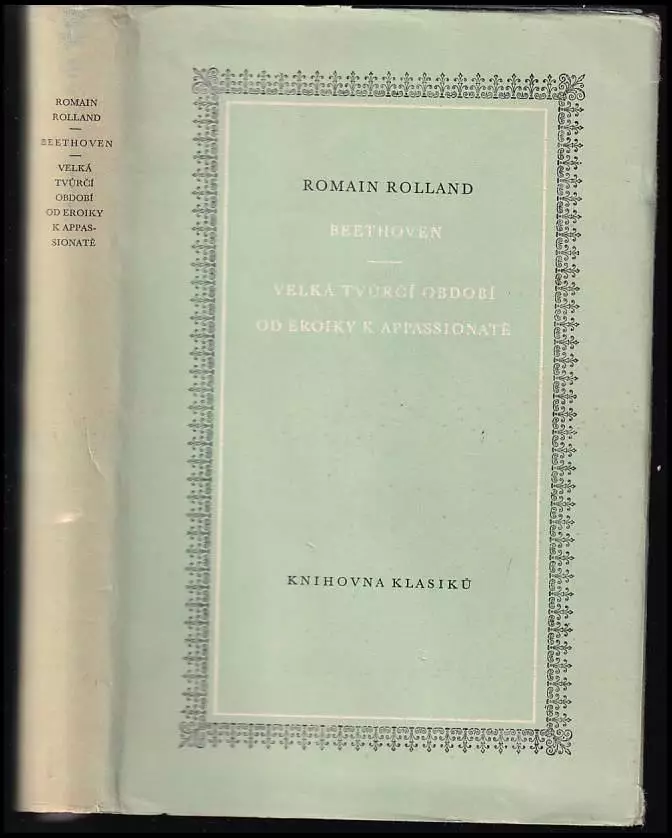 ROMAIN
ROLLAND
BEETHOVEN
VELKÁ
TVŮRČÍ
OBDOBÍ
OD EROIKY
K APPAS-
SIONATĚ
ROMAIN ROLLAND
BEETHOVEN
VELKÁ TVŮRČÍ OBDOBÍ
OD EROIKY K APPASSIONATĚ
KNIHOVNA KLASIKŮ